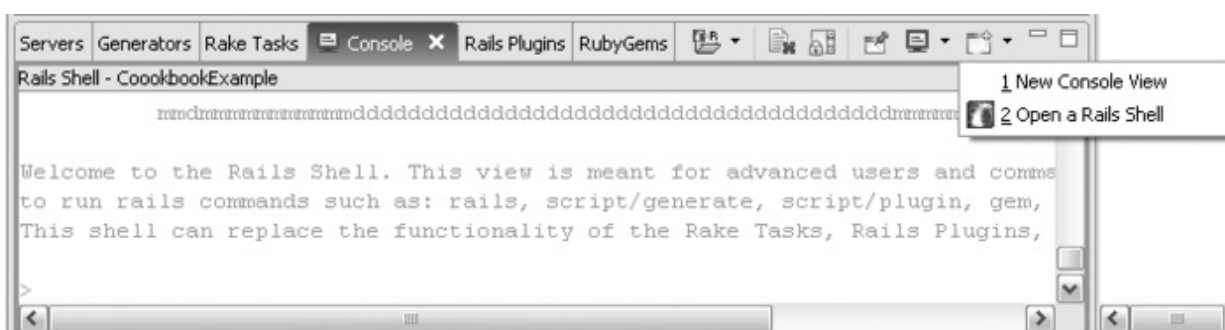 Servers Generators Rake Tasks Console Rails Plugins RubyGems
Rails Shell - CoookbookExample
1 New Console View
2 Open a Rails Shell
Welcome to the Rails Shell. This view is meant for advanced users and comma
to run rails commands such as: rails, script/generate, script/plugin, gem,
This shell can replace the functionality of the Rake Tasks, Rails Plugins,
>